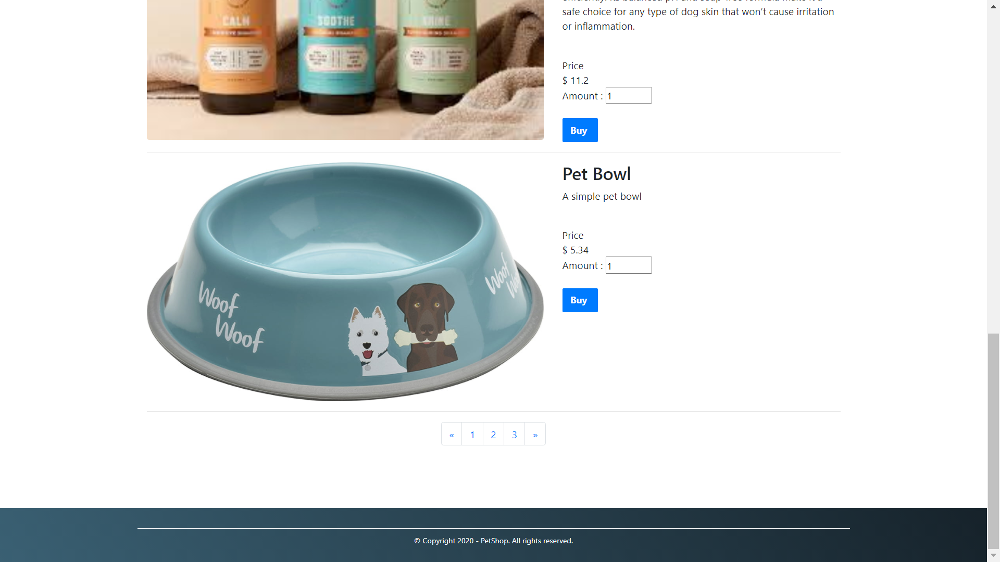 CALM
SOOTHE
SHINE
safe choice for any type of dog skin that won't cause irritation
or inflammation.
Price
$ 11.2
Amount : 1
Buy
Pet Bowl
A simple pet bowl
Price
$ 5.34
Amount : 1
Buy
Woof
Woof
Woof
Woof
« 1 2 3 »
© Copyright 2020 - PetShop. All rights reserved.